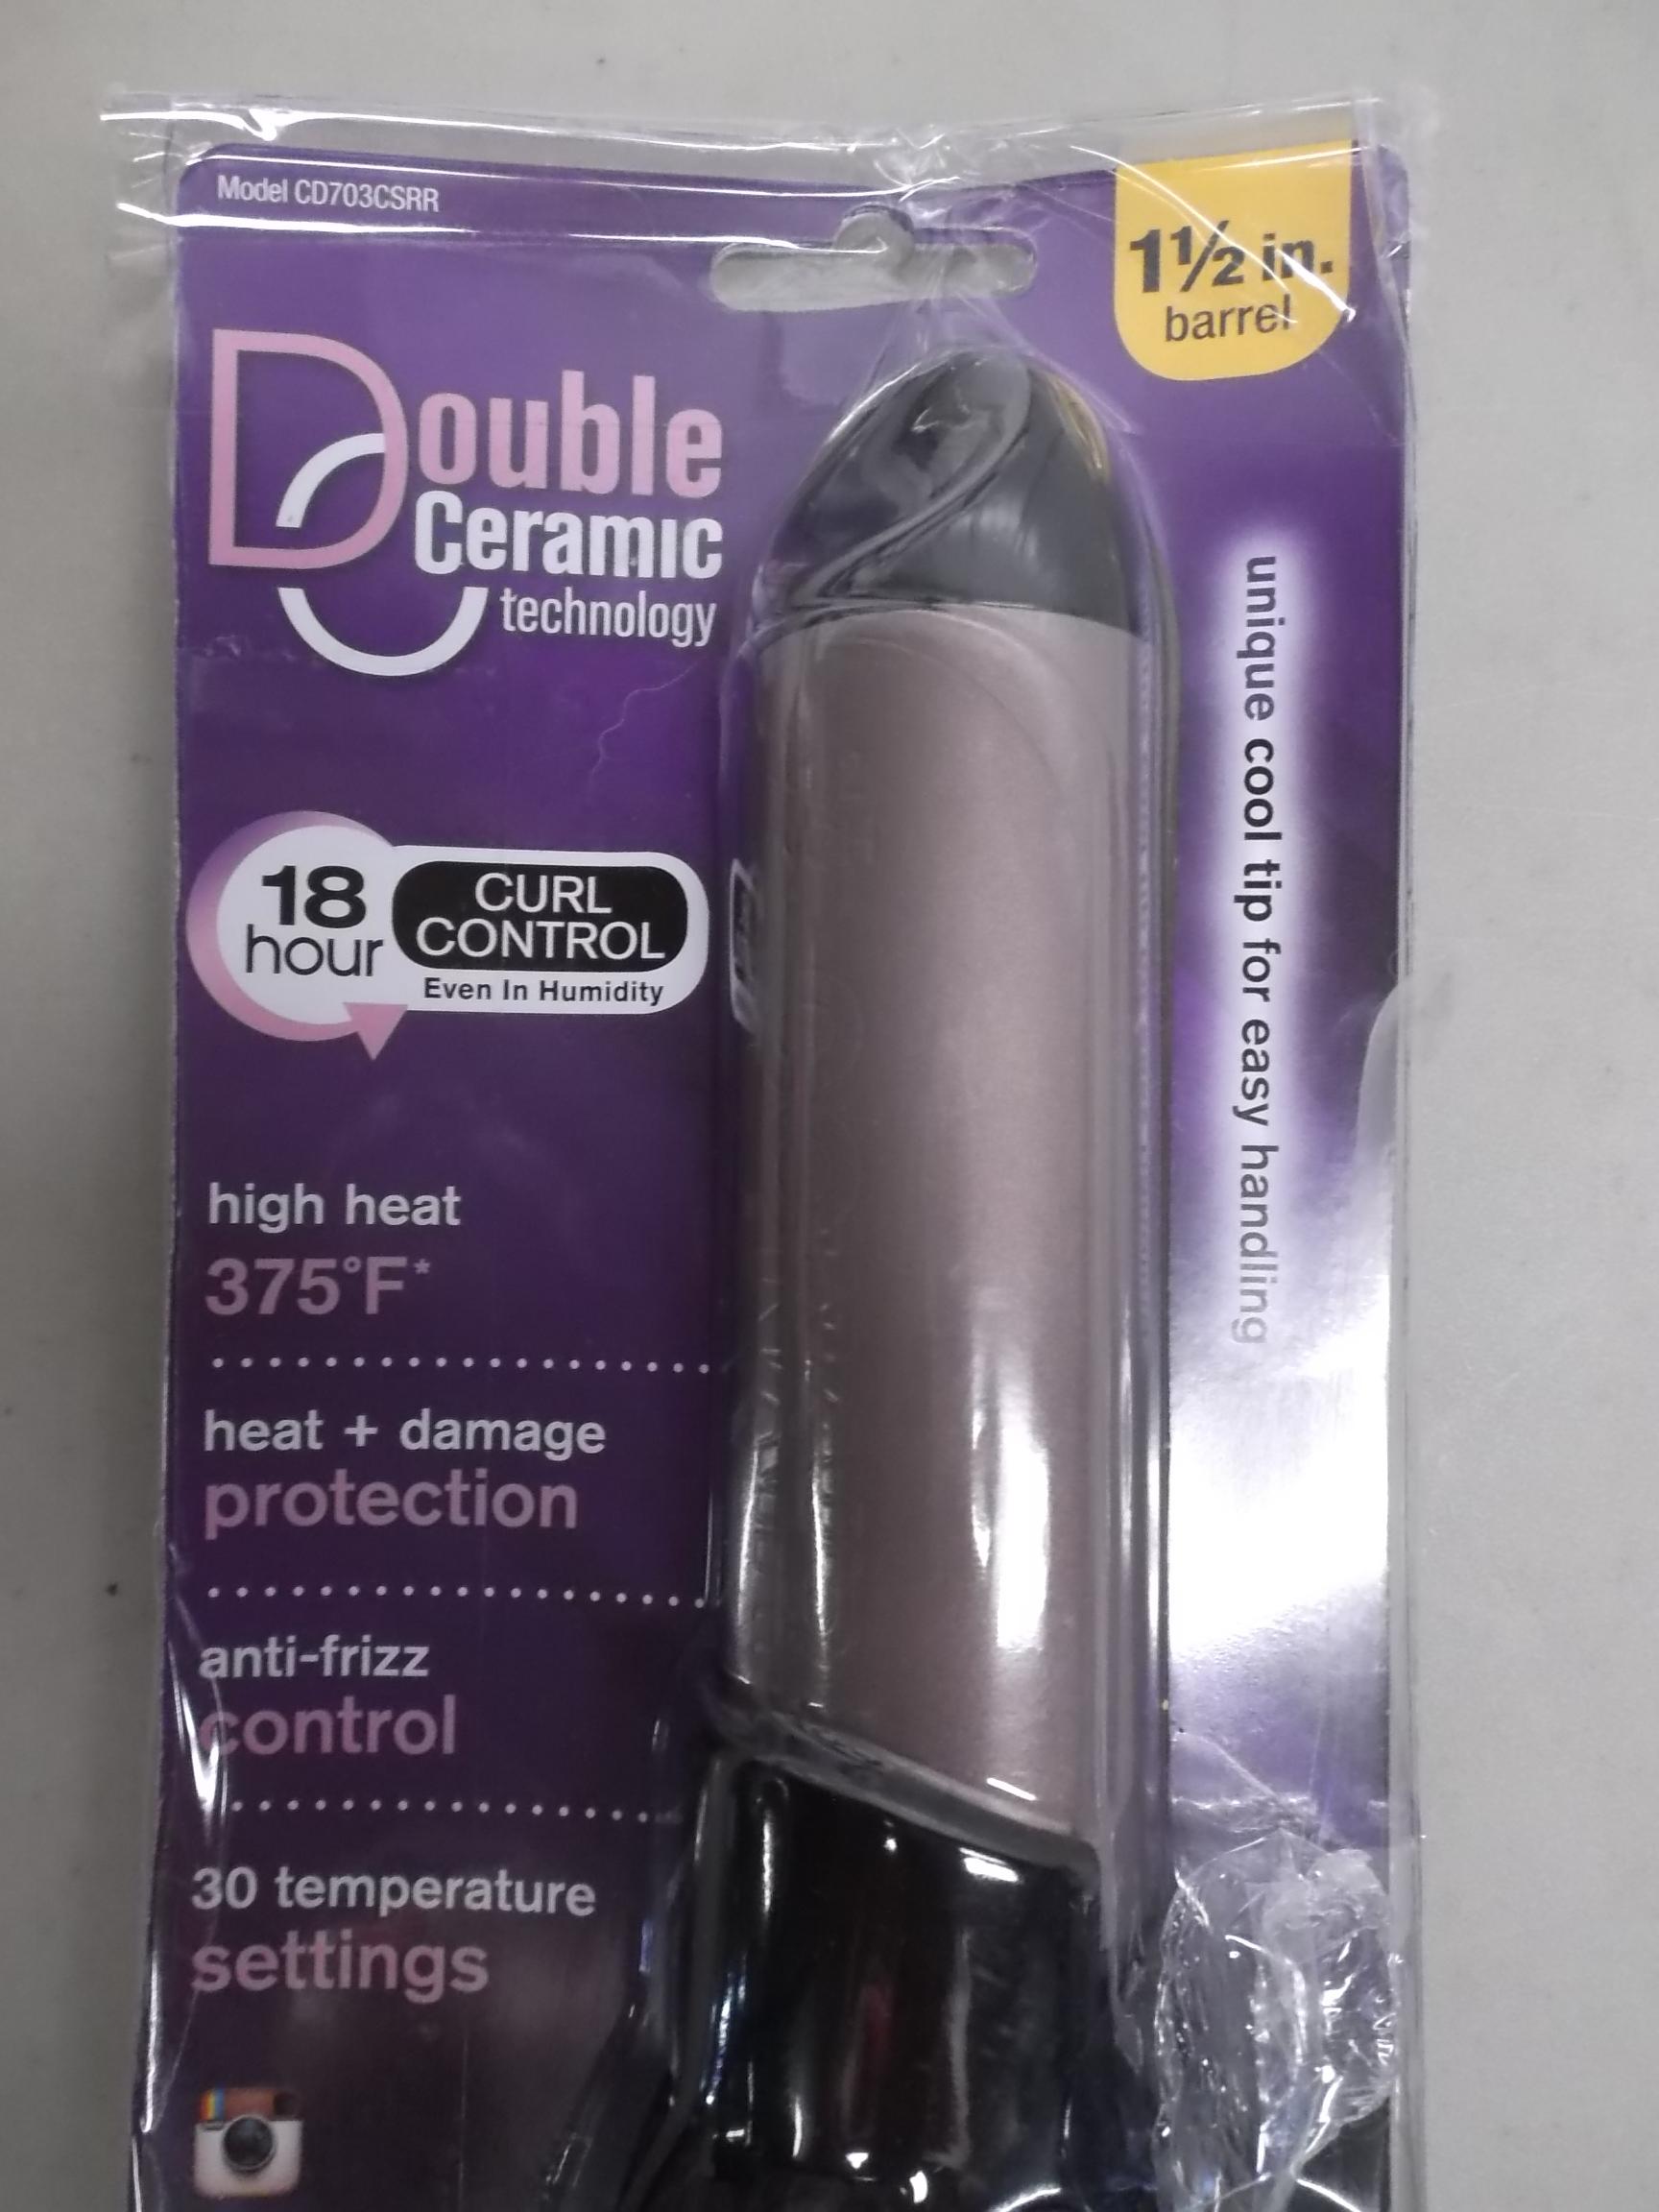 Model CD703CSRR
1½ in.
barrel
Double
Ceramic
technology
unique cool tip for easy handling
18
hour
CURL
CONTROL
Even In Humidity
high heat
375°F*
heat + damage
protection
anti-frizz
control
30 temperature
settings